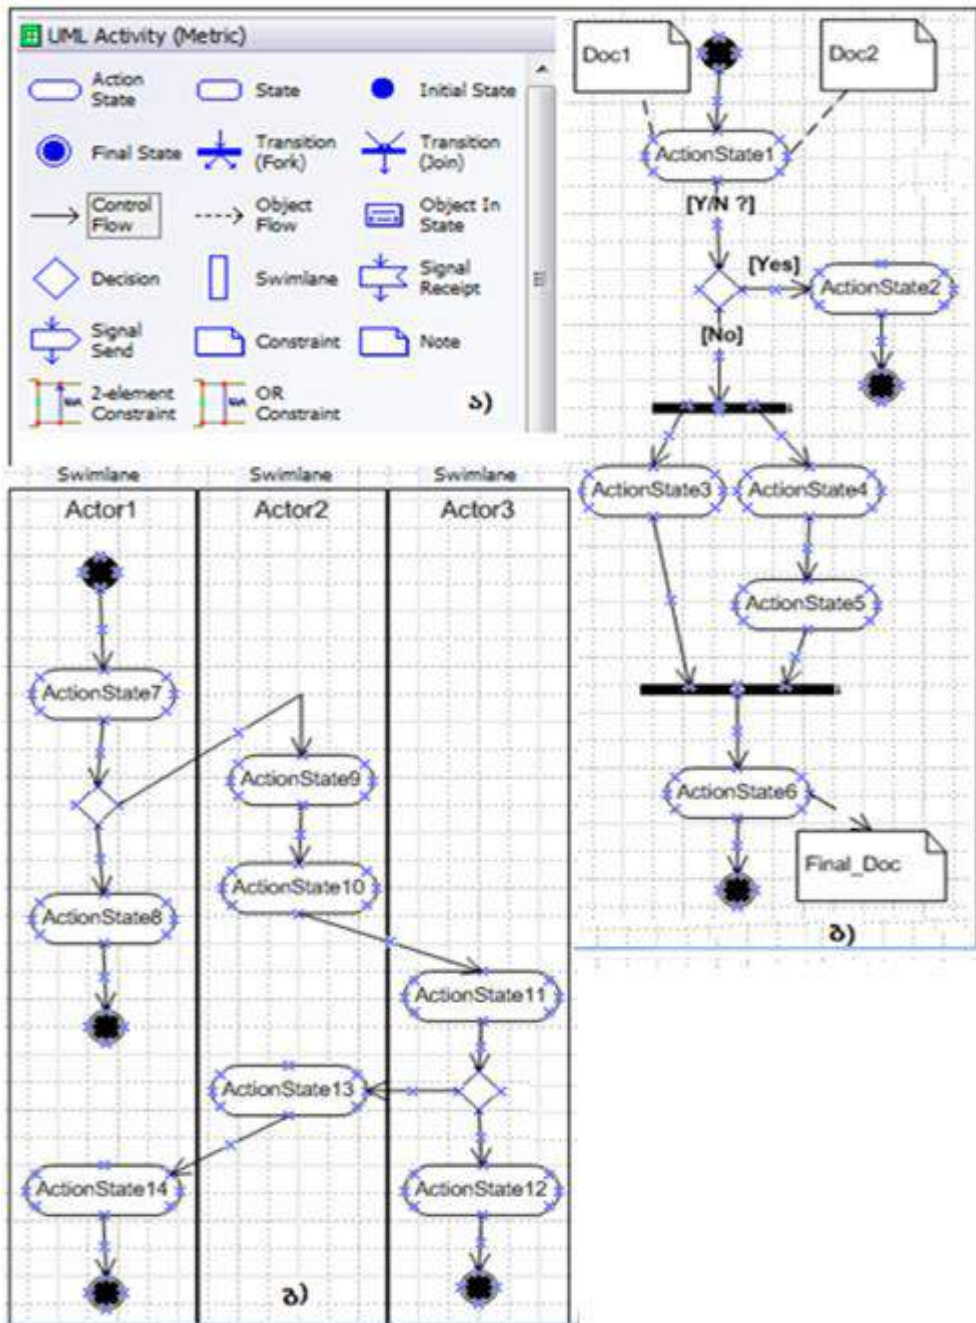 UML Activity (Metric)
Action
State
State
Initial State
Final State
Transition
(Fork)
Transition
(Join)
Control
Flow
Object
Flow
Object In
State
Decision
Swimlane
Signal
Receipt
Signal
Send
Constraint
Note
2-element
Constraint
OR
Constraint
ა)
Doc1
Doc2
ActionState1
[Y/N ?]
[Yes]
ActionState2
[No]
ActionState3
ActionState4
ActionState5
ActionState6
Final_Doc
ბ)
Swimlane
Swimlane
Swimlane
Actor1
Actor2
Actor3
ActionState7
ActionState9
ActionState10
ActionState8
ActionState11
ActionState13
ActionState14
ActionState12
გ)